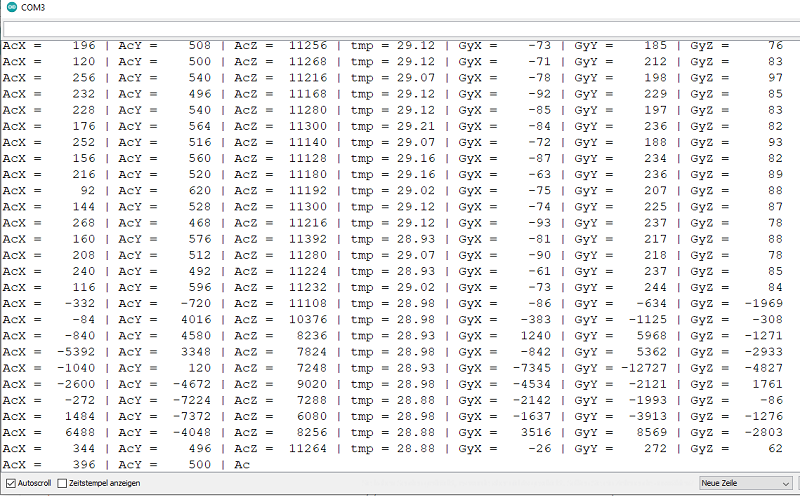 COM3
AcX = 196 | AcY = 508 | AcZ = 11256 | tmp = 29.12 | GyX = -73 | GyY = 185 | GyZ = 76
AcX = 120 | AcY = 500 | AcZ = 11268 | tmp = 29.12 | GyX = -71 | GyY = 212 | GyZ = 83
AcX = 256 | AcY = 540 | AcZ = 11216 | tmp = 29.07 | GyX = -78 | GyY = 198 | GyZ = 97
AcX = 232 | AcY = 496 | AcZ = 11168 | tmp = 29.12 | GyX = -92 | GyY = 229 | GyZ = 85
AcX = 228 | AcY = 540 | AcZ = 11280 | tmp = 29.12 | GyX = -85 | GyY = 197 | GyZ = 83
AcX = 176 | AcY = 564 | AcZ = 11300 | tmp = 29.21 | GyX = -84 | GyY = 236 | GyZ = 82
AcX = 252 | AcY = 516 | AcZ = 11140 | tmp = 29.07 | GyX = -72 | GyY = 188 | GyZ = 93
AcX = 156 | AcY = 560 | AcZ = 11128 | tmp = 29.16 | GyX = -87 | GyY = 234 | GyZ = 82
AcX = 216 | AcY = 520 | AcZ = 11180 | tmp = 29.16 | GyX = -63 | GyY = 236 | GyZ = 89
AcX = 92 | AcY = 620 | AcZ = 11192 | tmp = 29.02 | GyX = -75 | GyY = 207 | GyZ = 88
AcX = 144 | AcY = 528 | AcZ = 11300 | tmp = 29.12 | GyX = -74 | GyY = 225 | GyZ = 87
AcX = 268 | AcY = 468 | AcZ = 11216 | tmp = 29.12 | GyX = -93 | GyY = 237 | GyZ = 78
AcX = 160 | AcY = 576 | AcZ = 11392 | tmp = 28.93 | GyX = -81 | GyY = 217 | GyZ = 88
AcX = 208 | AcY = 512 | AcZ = 11280 | tmp = 29.07 | GyX = -90 | GyY = 218 | GyZ = 78
AcX = 240 | AcY = 492 | AcZ = 11224 | tmp = 28.93 | GyX = -61 | GyY = 237 | GyZ = 85
AcX = 116 | AcY = 596 | AcZ = 11232 | tmp = 29.02 | GyX = -73 | GyY = 244 | GyZ = 84
AcX = -332 | AcY = -720 | AcZ = 11108 | tmp = 28.98 | GyX = -86 | GyY = -634 | GyZ = -1969
AcX = -84 | AcY = 4016 | AcZ = 10376 | tmp = 28.98 | GyX = -383 | GyY = -1125 | GyZ = -308
AcX = -840 | AcY = 4580 | AcZ = 8236 | tmp = 28.93 | GyX = 1240 | GyY = 5968 | GyZ = -1271
AcX = -5392 | AcY = 3348 | AcZ = 7824 | tmp = 28.98 | GyX = -842 | GyY = 5362 | GyZ = -2933
AcX = -1040 | AcY = 120 | AcZ = 7248 | tmp = 28.93 | GyX = -7345 | GyY = -12727 | GyZ = -4827
AcX = -2600 | AcY = -4672 | AcZ = 9020 | tmp = 28.98 | GyX = -4534 | GyY = -2121 | GyZ = 1761
AcX = -272 | AcY = -7224 | AcZ = 7288 | tmp = 28.88 | GyX = -2142 | GyY = -1993 | GyZ = -86
AcX = 1484 | AcY = -7372 | AcZ = 6080 | tmp = 28.98 | GyX = -1637 | GyY = -3913 | GyZ = -1276
AcX = 6488 | AcY = -4048 | AcZ = 8256 | tmp = 28.88 | GyX = 3516 | GyY = 8569 | GyZ = -2803
AcX = 344 | AcY = 496 | AcZ = 11264 | tmp = 28.88 | GyX = -26 | GyY = 272 | GyZ = 62
AcX = 396 | AcY = 500 | Ac
Autoscroll Zeitstempel anzeigen Neue Zeile